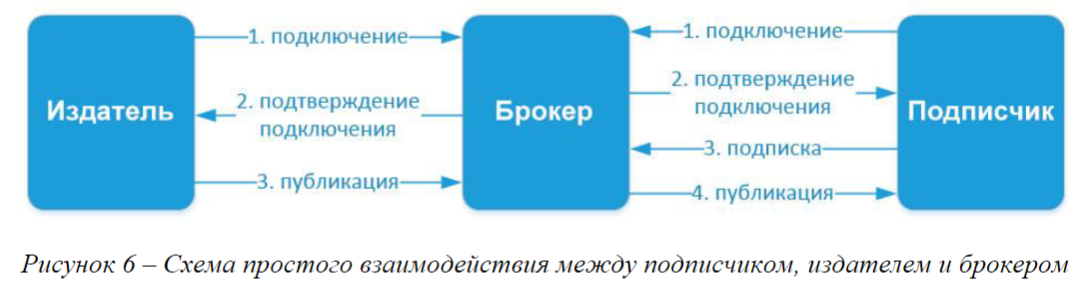 Издатель
1. подключение
2. подтверждение
подключения
3. публикация
Брокер
1. подключение
2. подтверждение
подключения
3. подписка
4. публикация
Подписчик
Рисунок 6 – Схема простого взаимодействия между подписчиком, издателем и брокером